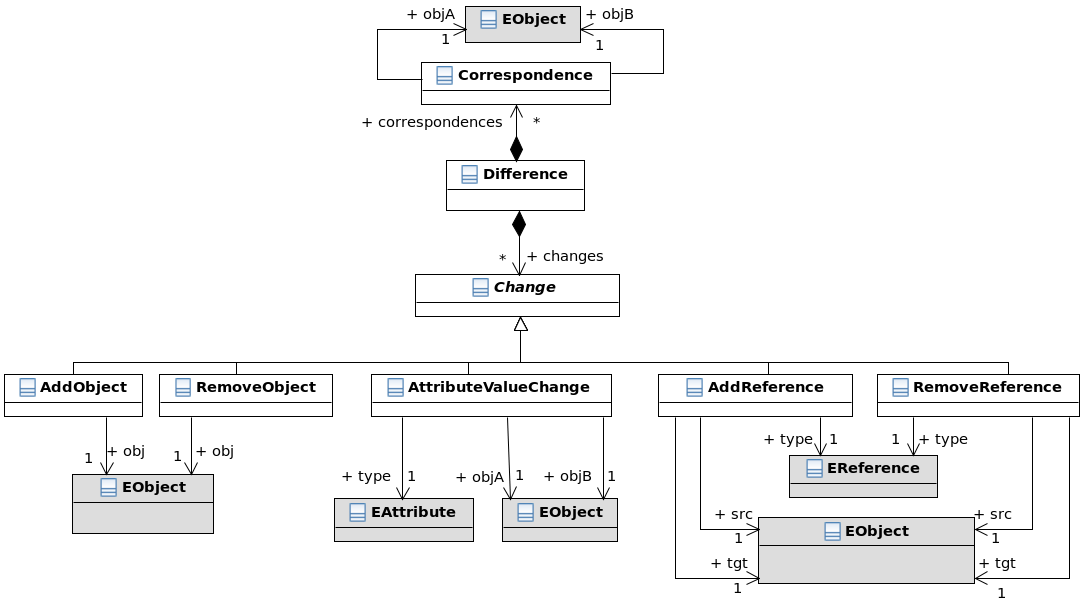 + objA EObject + objB
1 1
Correspondence
+ correspondences *
Difference
* + changes
Change
AddObject RemoveObject AttributeValueChange AddReference RemoveReference
+ type 1 1 + type
1 + obj 1 + obj
EReference
+ type 1 + objA 1 + objB 1
EObject
EAttribute EObject
+ src + src
EObject
1 1
+ tgt + tgt
1 1